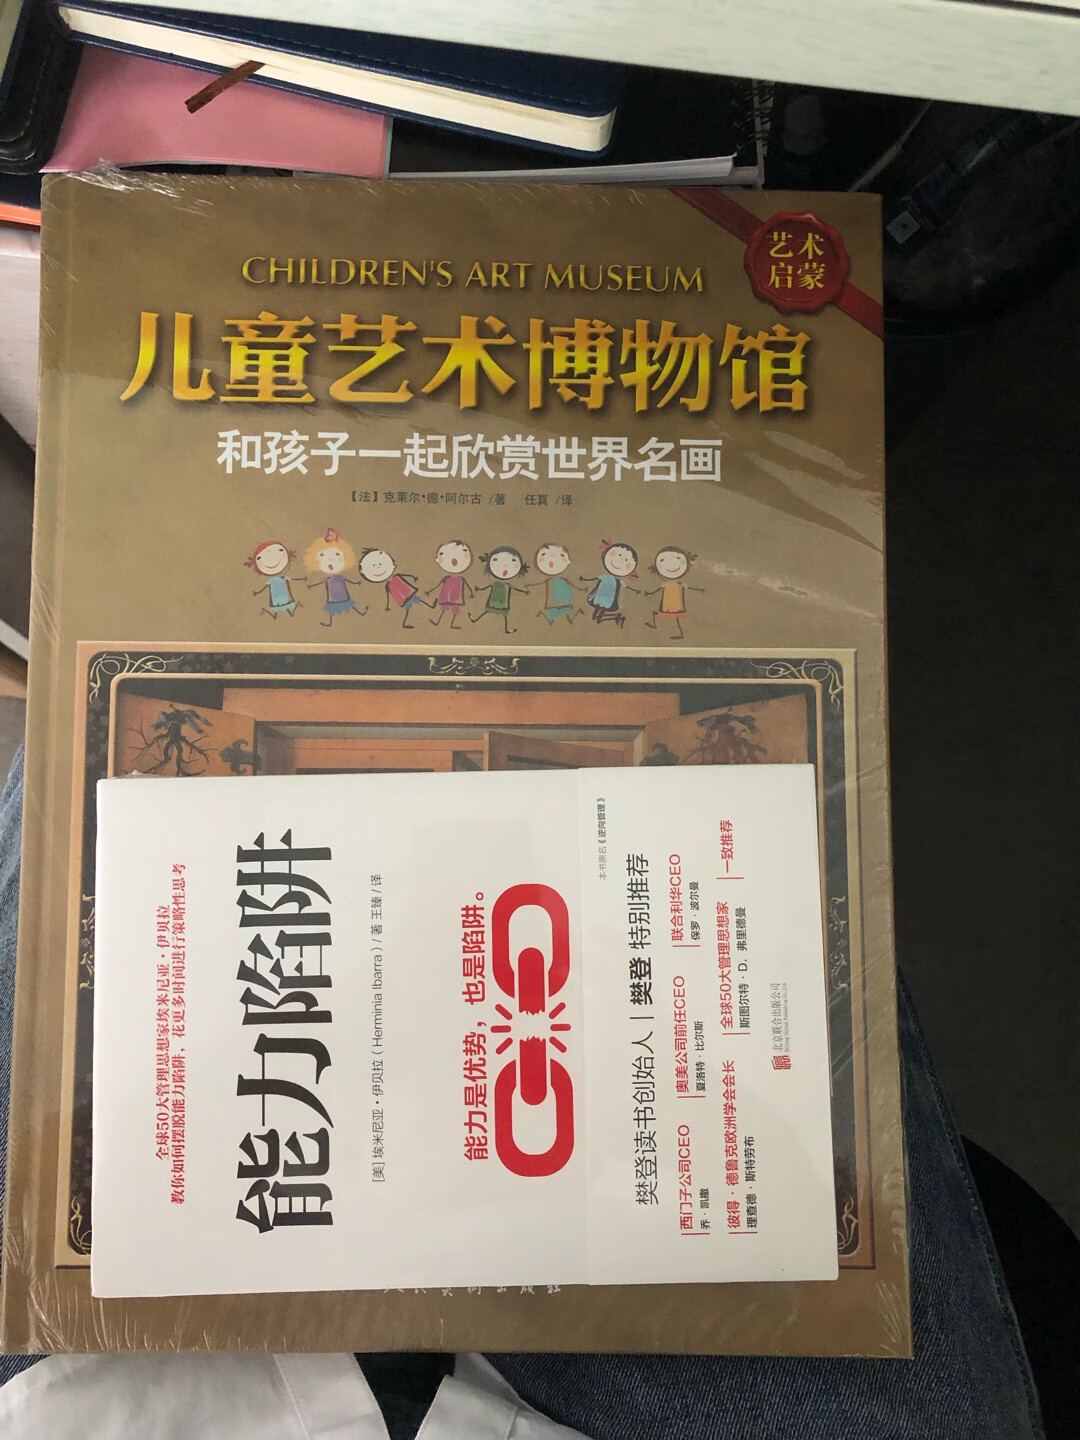 艺术
启蒙
CHILDREN'S ART MUSEUM
儿童艺术博物馆
和孩子一起欣赏世界名画
【法】克莱尔·德·阿尔古 /著 任真 /译
全球50大管理思想家埃米尼亚·伊贝拉
教你如何摆脱能力陷阱,花更多时间进行策略性思考
能力陷阱
[美]埃米尼亚·伊贝拉(Herminia Ibarra)/著 王臻/译
能力是优势,也是陷阱。
本书原名《逆向管理》
樊登读书创始人|樊登 特别推荐
西门子公司CEO
乔·凯撒
奥美公司前任CEO
夏洛特·比尔斯
联合利华CEO
保罗·波尔曼
彼得·德鲁克欧洲学会会长
理查德·斯特劳布
全球50大管理思想家
斯图尔特·D.弗里德曼
一致推荐
北京联合出版公司